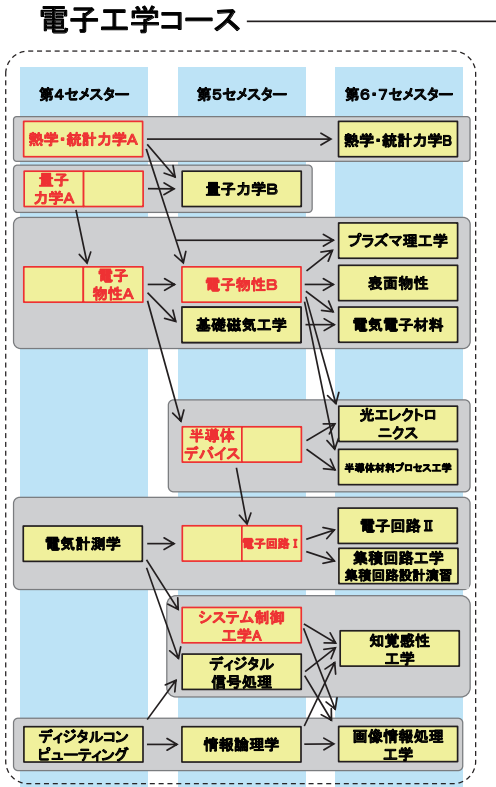 電子工学コース
第4セメスター
第5セメスター
第6・7セメスター
熱学・統計力学A
熱学・統計力学B
量子
力学A
量子力学B
プラズマ理工学
電子
物性A
電子物性B
表面物性
基礎磁気工学
電気電子材料
光エレクトロ
ニクス
半導体
デバイス
半導体材料プロセス工学
電気計測学
電子回路Ⅰ
電子回路Ⅱ
集積回路工学
集積回路設計演習
システム制御
工学A
知覚感性
工学
ディジタル
信号処理
ディジタルコン
ピューティング
情報論理学
画像情報処理
工学